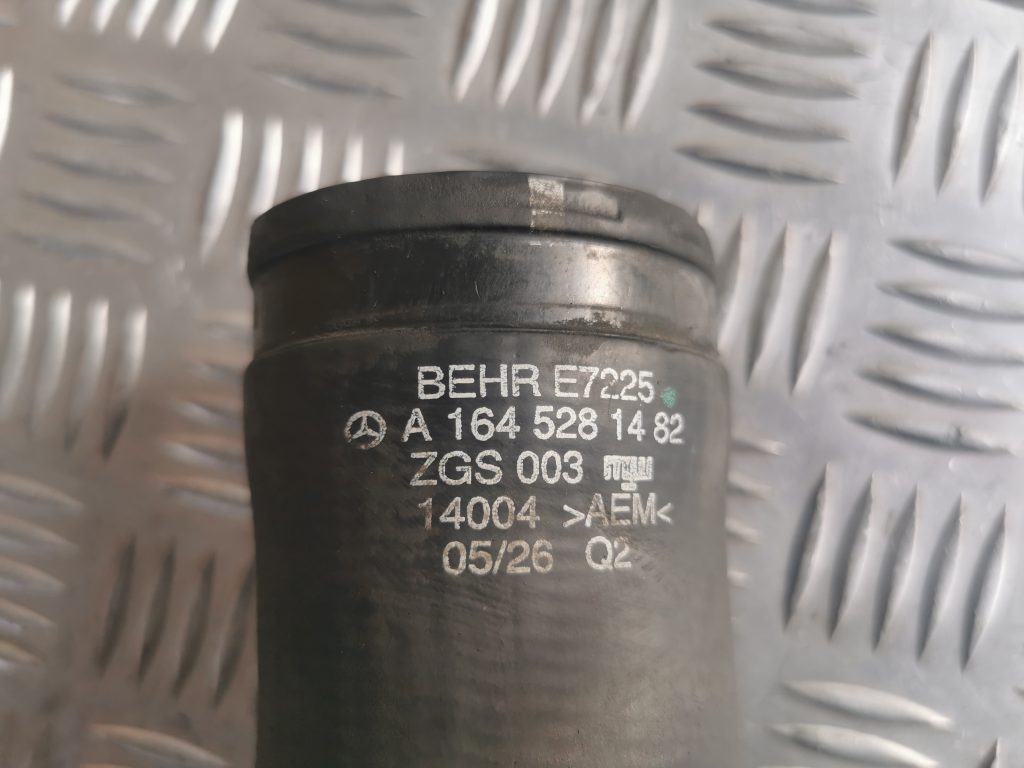 BEHR E7225
A 164 528 14 82
ZGS 003
14004 >AEM<
05/26 Q2